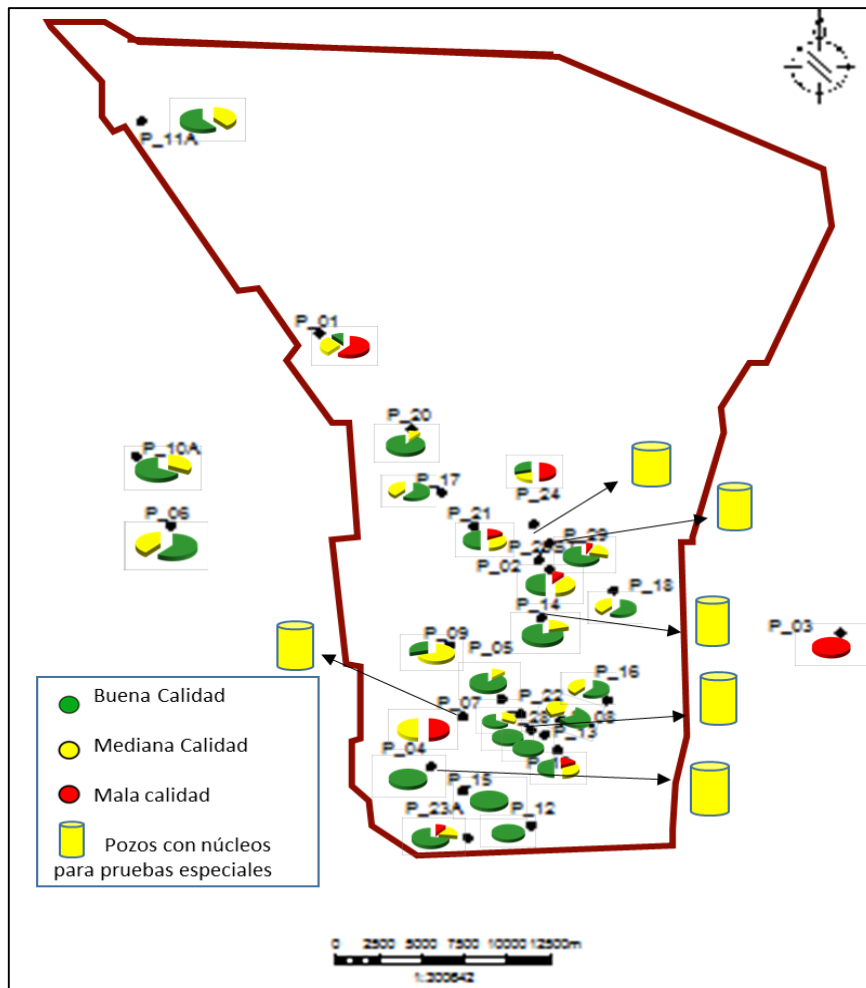 P_11A
P_01
P_20
P_10A
P_17
P_24
P_06
P_21
P_29
P_02
P_18
P_14
P_03
P_09
P_05
P_16
P_07
P_22
P_13
P_04
P_15
P_23A
P_12
Buena Calidad
Mediana Calidad
Mala calidad
Pozos con núcleos
para pruebas especiales
0 2500 5000 7500 10000 12500m
1:300642